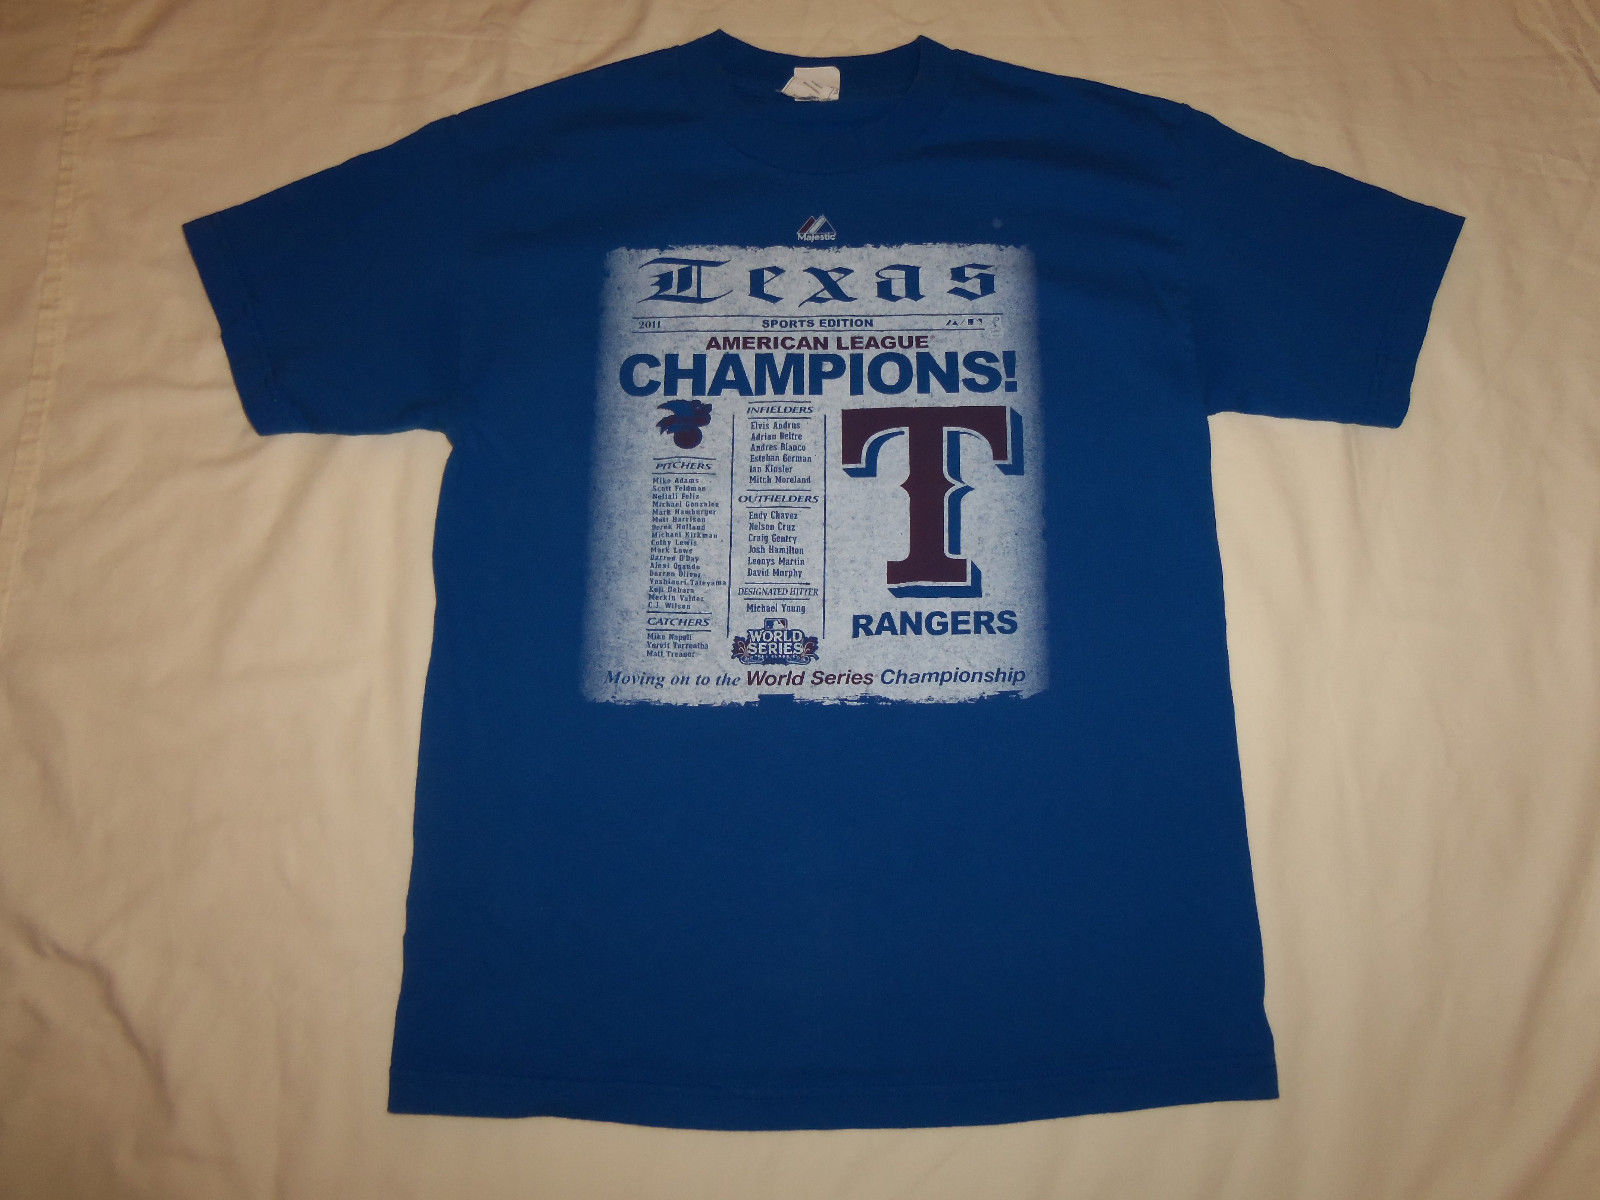 Majestic
Texas
2011
SPORTS EDITION
AMERICAN LEAGUE
CHAMPIONS!
PITCHERS
Mike Adams
Scott Feldman
Neftali Feliz
Michael Gonzalez
Mark Hamburger
Matt Harrison
Derek Holland
Michael Kirkman
Colby Lewis
Mark Lowe
Darren O'Day
Alexi Ogando
Darren Oliver
Yoshinori Tateyama
Koji Uehara
Merkin Valdez
C.J. Wilson
CATCHERS
Mike Napoli
Yorvit Torrealba
Matt Treanor
INFIELDERS
Elvis Andrus
Adrian Beltre
Andres Blanco
Esteban German
Ian Kinsler
Mitch Moreland
OUTFIELDERS
Endy Chavez
Nelson Cruz
Craig Gentry
Josh Hamilton
Leonys Martin
David Murphy
DESIGNATED HITTER
Michael Young
WORLD
SERIES
T
RANGERS
Moving on to the World Series Championship